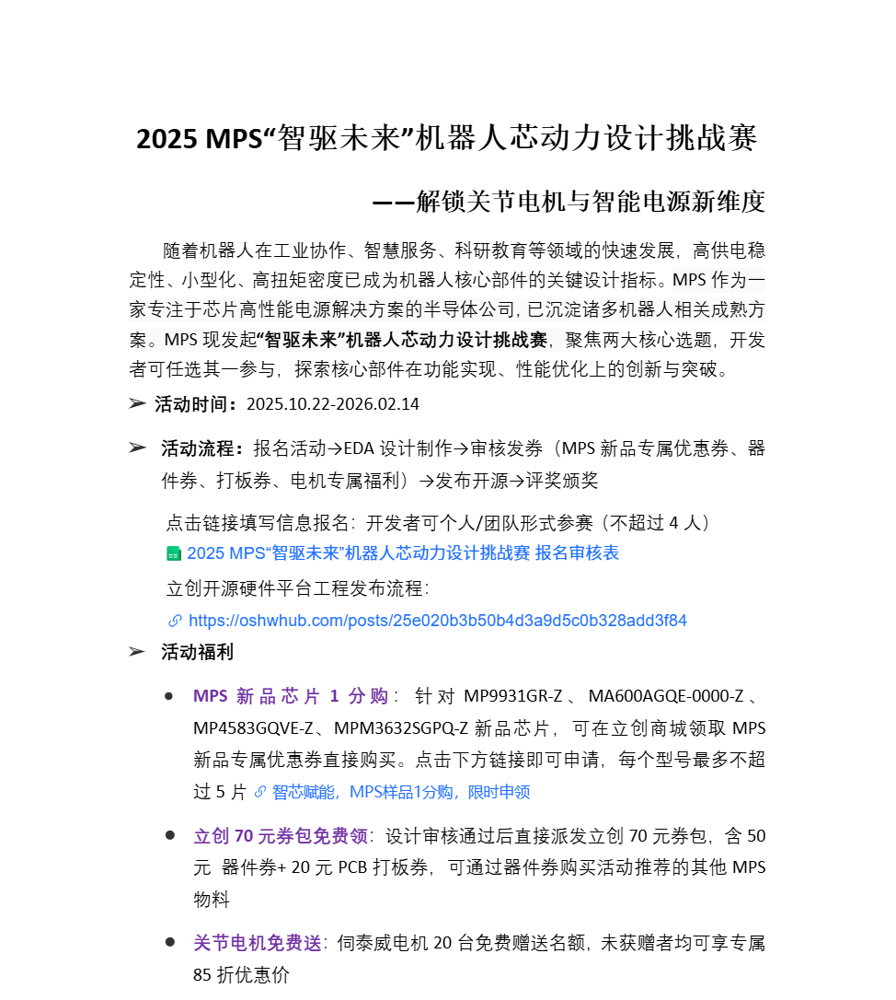 2025 MPS“智驱未来”机器人芯动力设计挑战赛
——解锁关节电机与智能电源新维度
随着机器人在工业协作、智慧服务、科研教育等领域的快速发展，高供电稳
定性、小型化、高扭矩密度已成为机器人核心部件的关键设计指标。MPS 作为一
家专注于芯片高性能电源解决方案的半导体公司，已沉淀诸多机器人相关成熟方
案。MPS 现发起“智驱未来”机器人芯动力设计挑战赛，聚焦两大核心选题，开发
者可任选其一参与，探索核心部件在功能实现、性能优化上的创新与突破。
➢ 活动时间：2025.10.22-2026.02.14
➢ 活动流程：报名活动→EDA 设计制作→审核发券（MPS 新品专属优惠券、器
件券、打板券、电机专属福利）→发布开源→评奖颁奖
点击链接填写信息报名：开发者可个人/团队形式参赛（不超过 4 人）
2025 MPS“智驱未来”机器人芯动力设计挑战赛 报名审核表
立创开源硬件平台工程发布流程：
https://oshwhub.com/posts/25e020b3b50b4d3a9d5c0b328add3f84
➢ 活动福利
● MPS 新品芯片 1 分购：针对 MP9931GR-Z、MA600AGQE-0000-Z、
MP4583GQVE-Z、MPM3632SGPQ-Z 新品芯片，可在立创商城领取 MPS
新品专属优惠券直接购买。点击下方链接即可申请，每个型号最多不超
过 5 片 智芯赋能，MPS样品1分购，限时申领
● 立创 70 元券包免费领：设计审核通过后直接派发立创 70 元券包，含 50
元 器件券+ 20 元 PCB 打板券，可通过器件券购买活动推荐的其他 MPS
物料
● 关节电机免费送：伺泰威电机 20 台免费赠送名额，未获赠者均可享专属
85 折优惠价